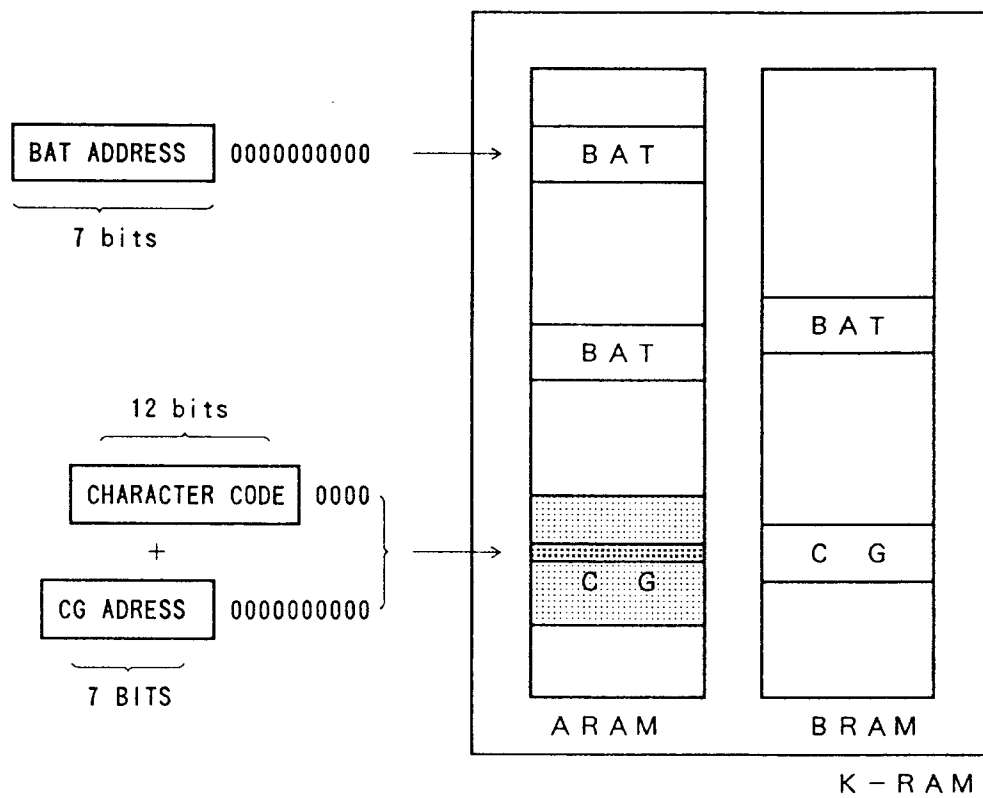 BAT ADDRESS 0000000000
7 bits
12 bits
CHARACTER CODE 0000
+
CG ADRESS 0000000000
7 BITS
BAT
BAT
C G
ARAM
BAT
C G
BRAM
K-RAM